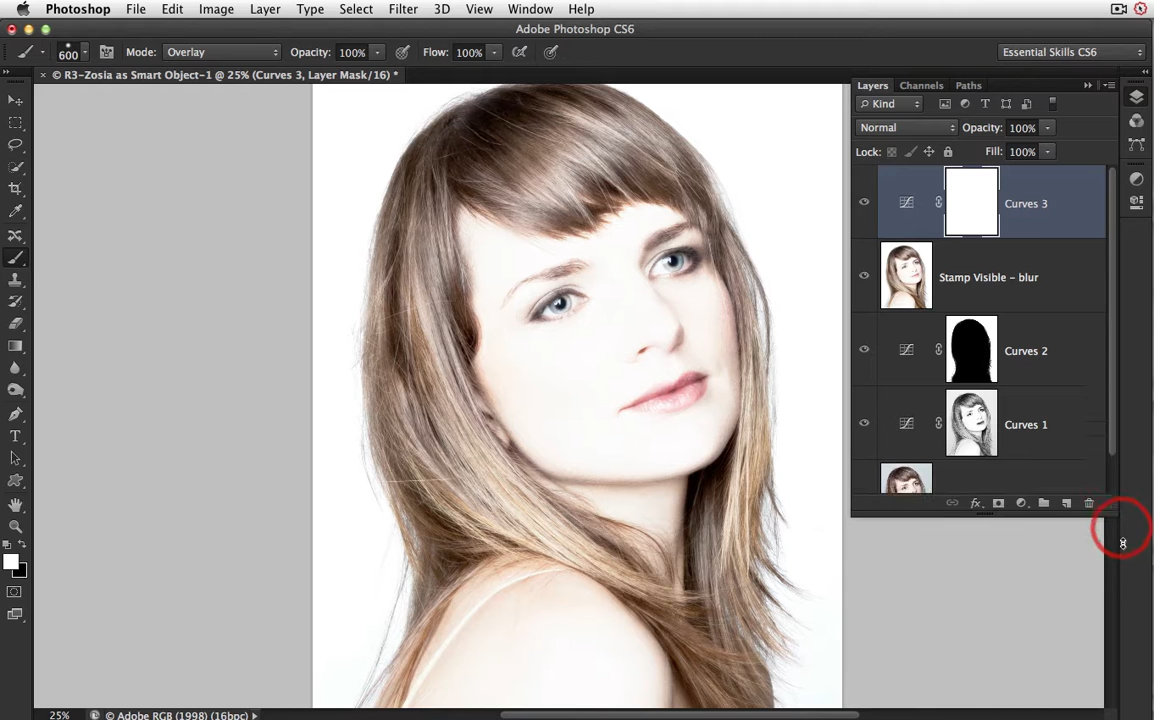 Photoshop File Edit Image Layer Type Select Filter 3D View Window Help
Adobe Photoshop CS6
600 Mode: Overlay Opacity: 100% Flow: 100% Essential Skills CS6
× © R3-Zosia as Smart Object-1 @ 25% (Curves 3, Layer Mask/16) *
Layers Channels Paths
Kind
Normal Opacity: 100%
Lock: Fill: 100%
Curves 3
Stamp Visible - blur
Curves 2
Curves 1
fx
25% © Adobe RGB (1998) (16bpc)